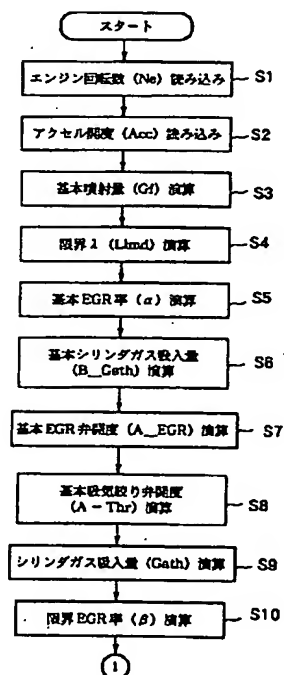 スタート
エンジン回転数(Ne)読み込み
S1
アクセル開度(Acc)読み込み
S2
基本噴射量(Gf)演算
S3
限界λ(Lλmd)演算
S4
基本EGR率(α)演算
S5
基本シリンダガス吸入量
(B_Gath)演算
S6
基本EGR弁開度(A_EGR)演算
S7
基本吸気絞り弁開度
(A-Thr)演算
S8
シリンダガス吸入量(Gath)演算
S9
限界EGR率(β)演算
S10
1